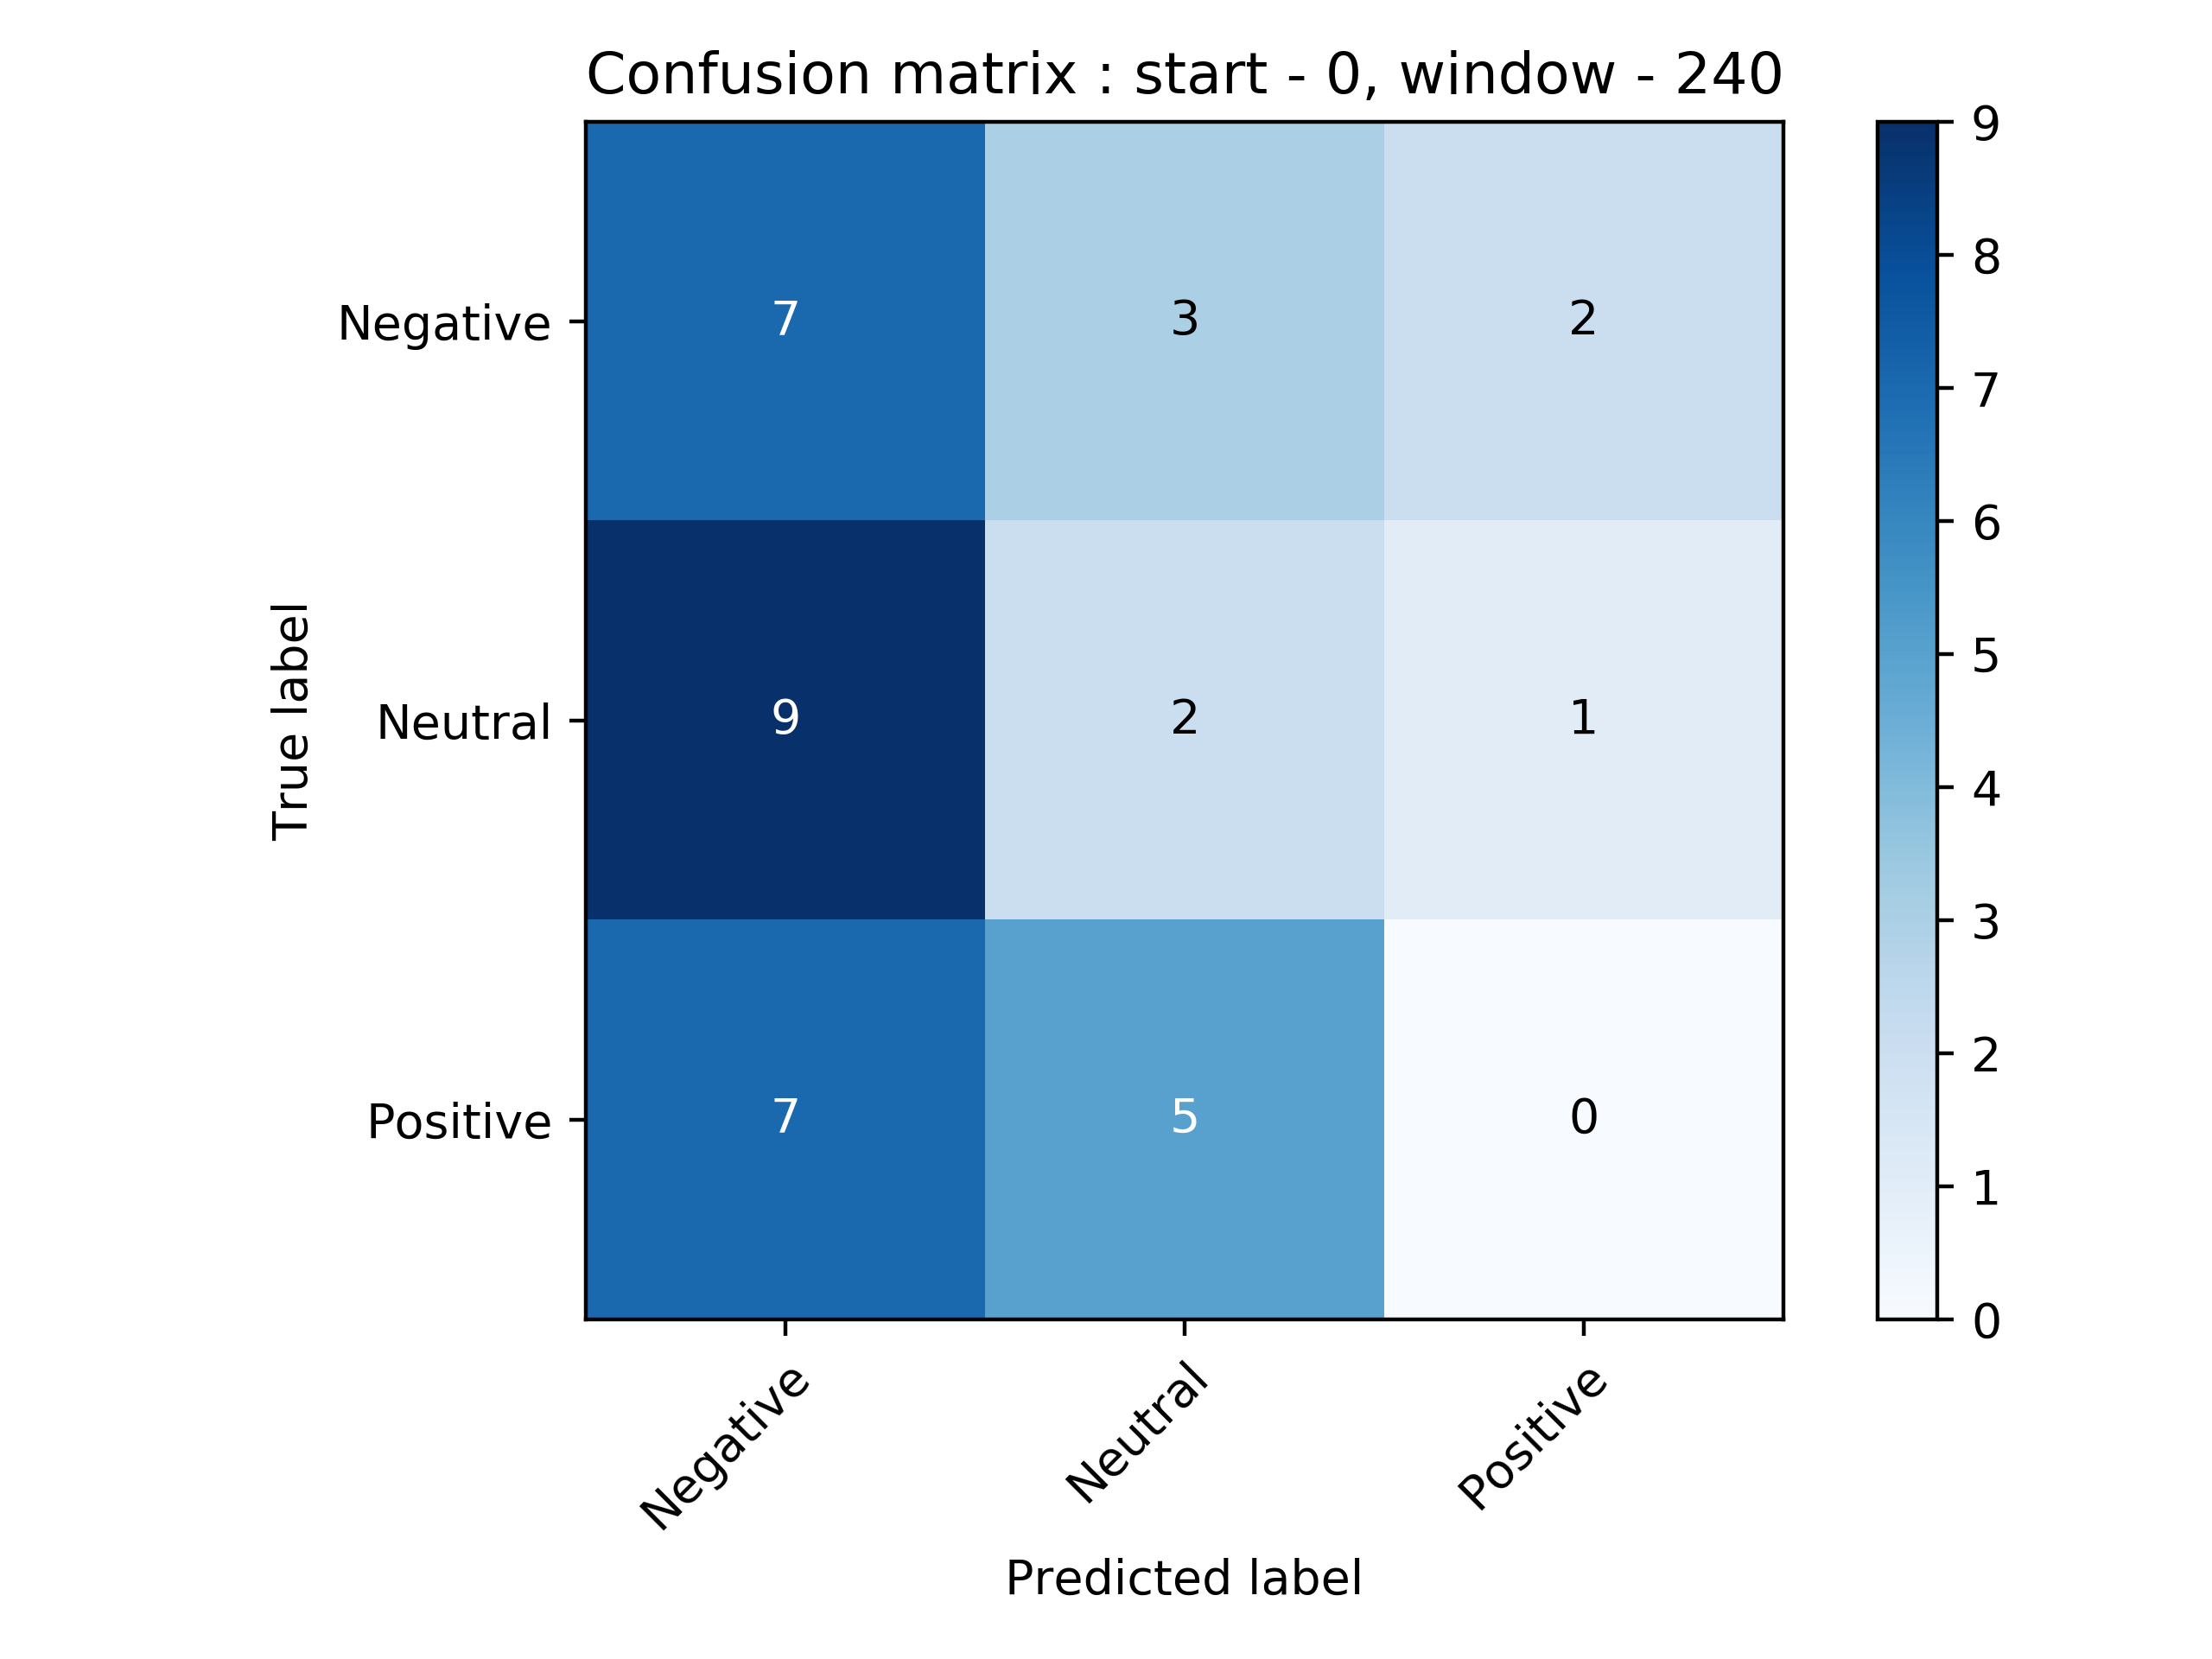 Confusion matrix : start - 0, window - 240
Negative 7 3 2
Neutral 9 2 1
Positive 7 5 0
True label
Negative Neutral Positive
Predicted label
9
8
7
6
5
4
3
2
1
0